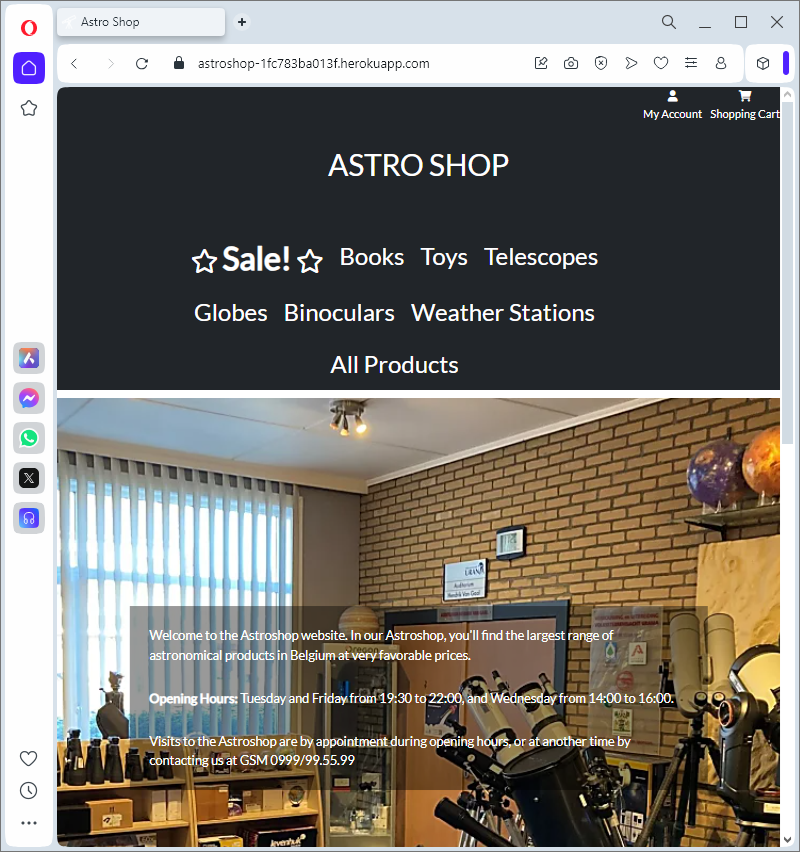 Astro Shop
astroshop-1fc783ba013f.herokuapp.com
My Account Shopping Cart
ASTRO SHOP
Sale! Books Toys Telescopes
Globes Binoculars Weather Stations
All Products
URANIA
Auditorium
Hendrik Van Gaal
Welcome to the Astroshop website. In our Astroshop, you'll find the largest range of
astronomical products in Belgium at very favorable prices.
Opening Hours: Tuesday and Friday from 19:30 to 22:00, and Wednesday from 14:00 to 16:00.
Visits to the Astroshop are by appointment during opening hours, or at another time by
contacting us at GSM 0999/99.55.99
levenhuk